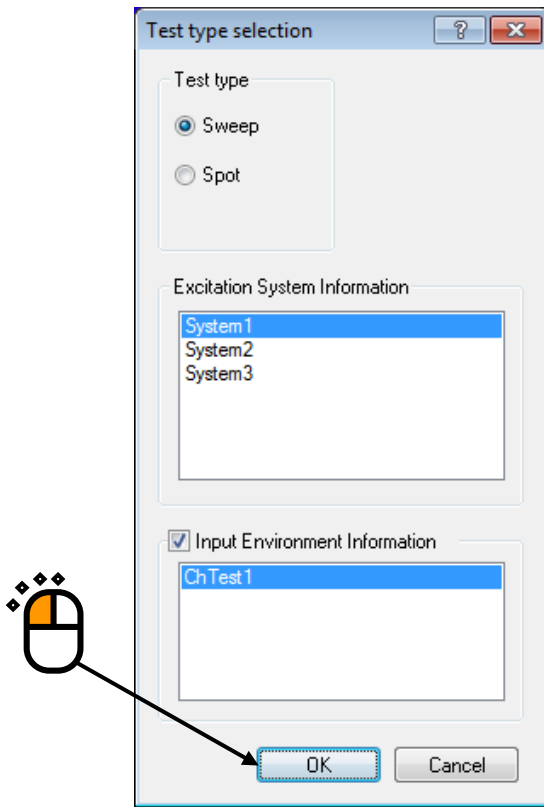 Test type selection
?
Test type
Sweep
Spot
Excitation System Information
System1
System2
System3
Input Environment Information
ChTest1
OK Cancel